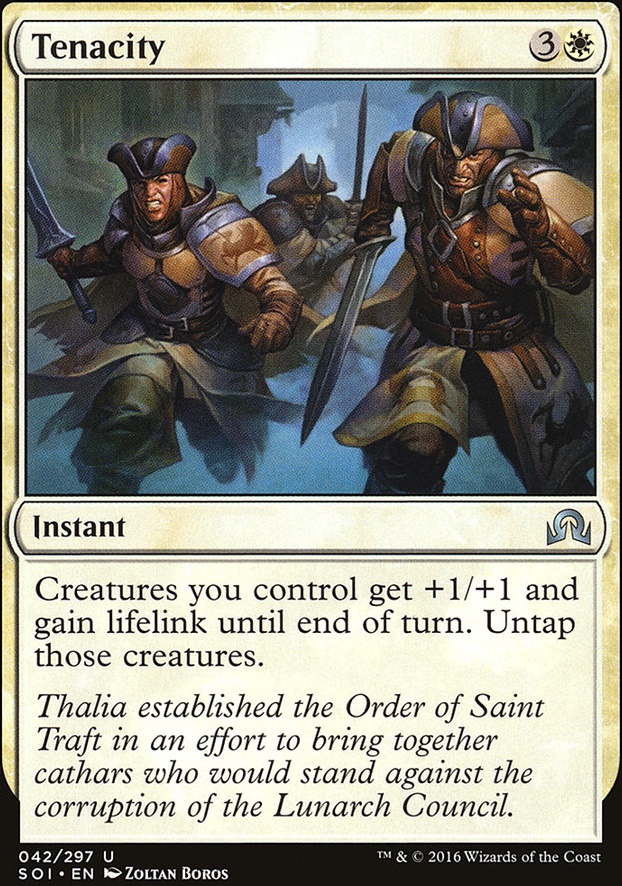 Tenacity
3
Instant
Creatures you control get +1/+1 and
gain lifelink until end of turn. Untap
those creatures.
Thalia established the Order of Saint
Traft in an effort to bring together
cathars who would stand against the
corruption of the Lunarch Council.
042/297 U
SOI • EN Zoltan Boros
™ & © 2016 Wizards of the Coast